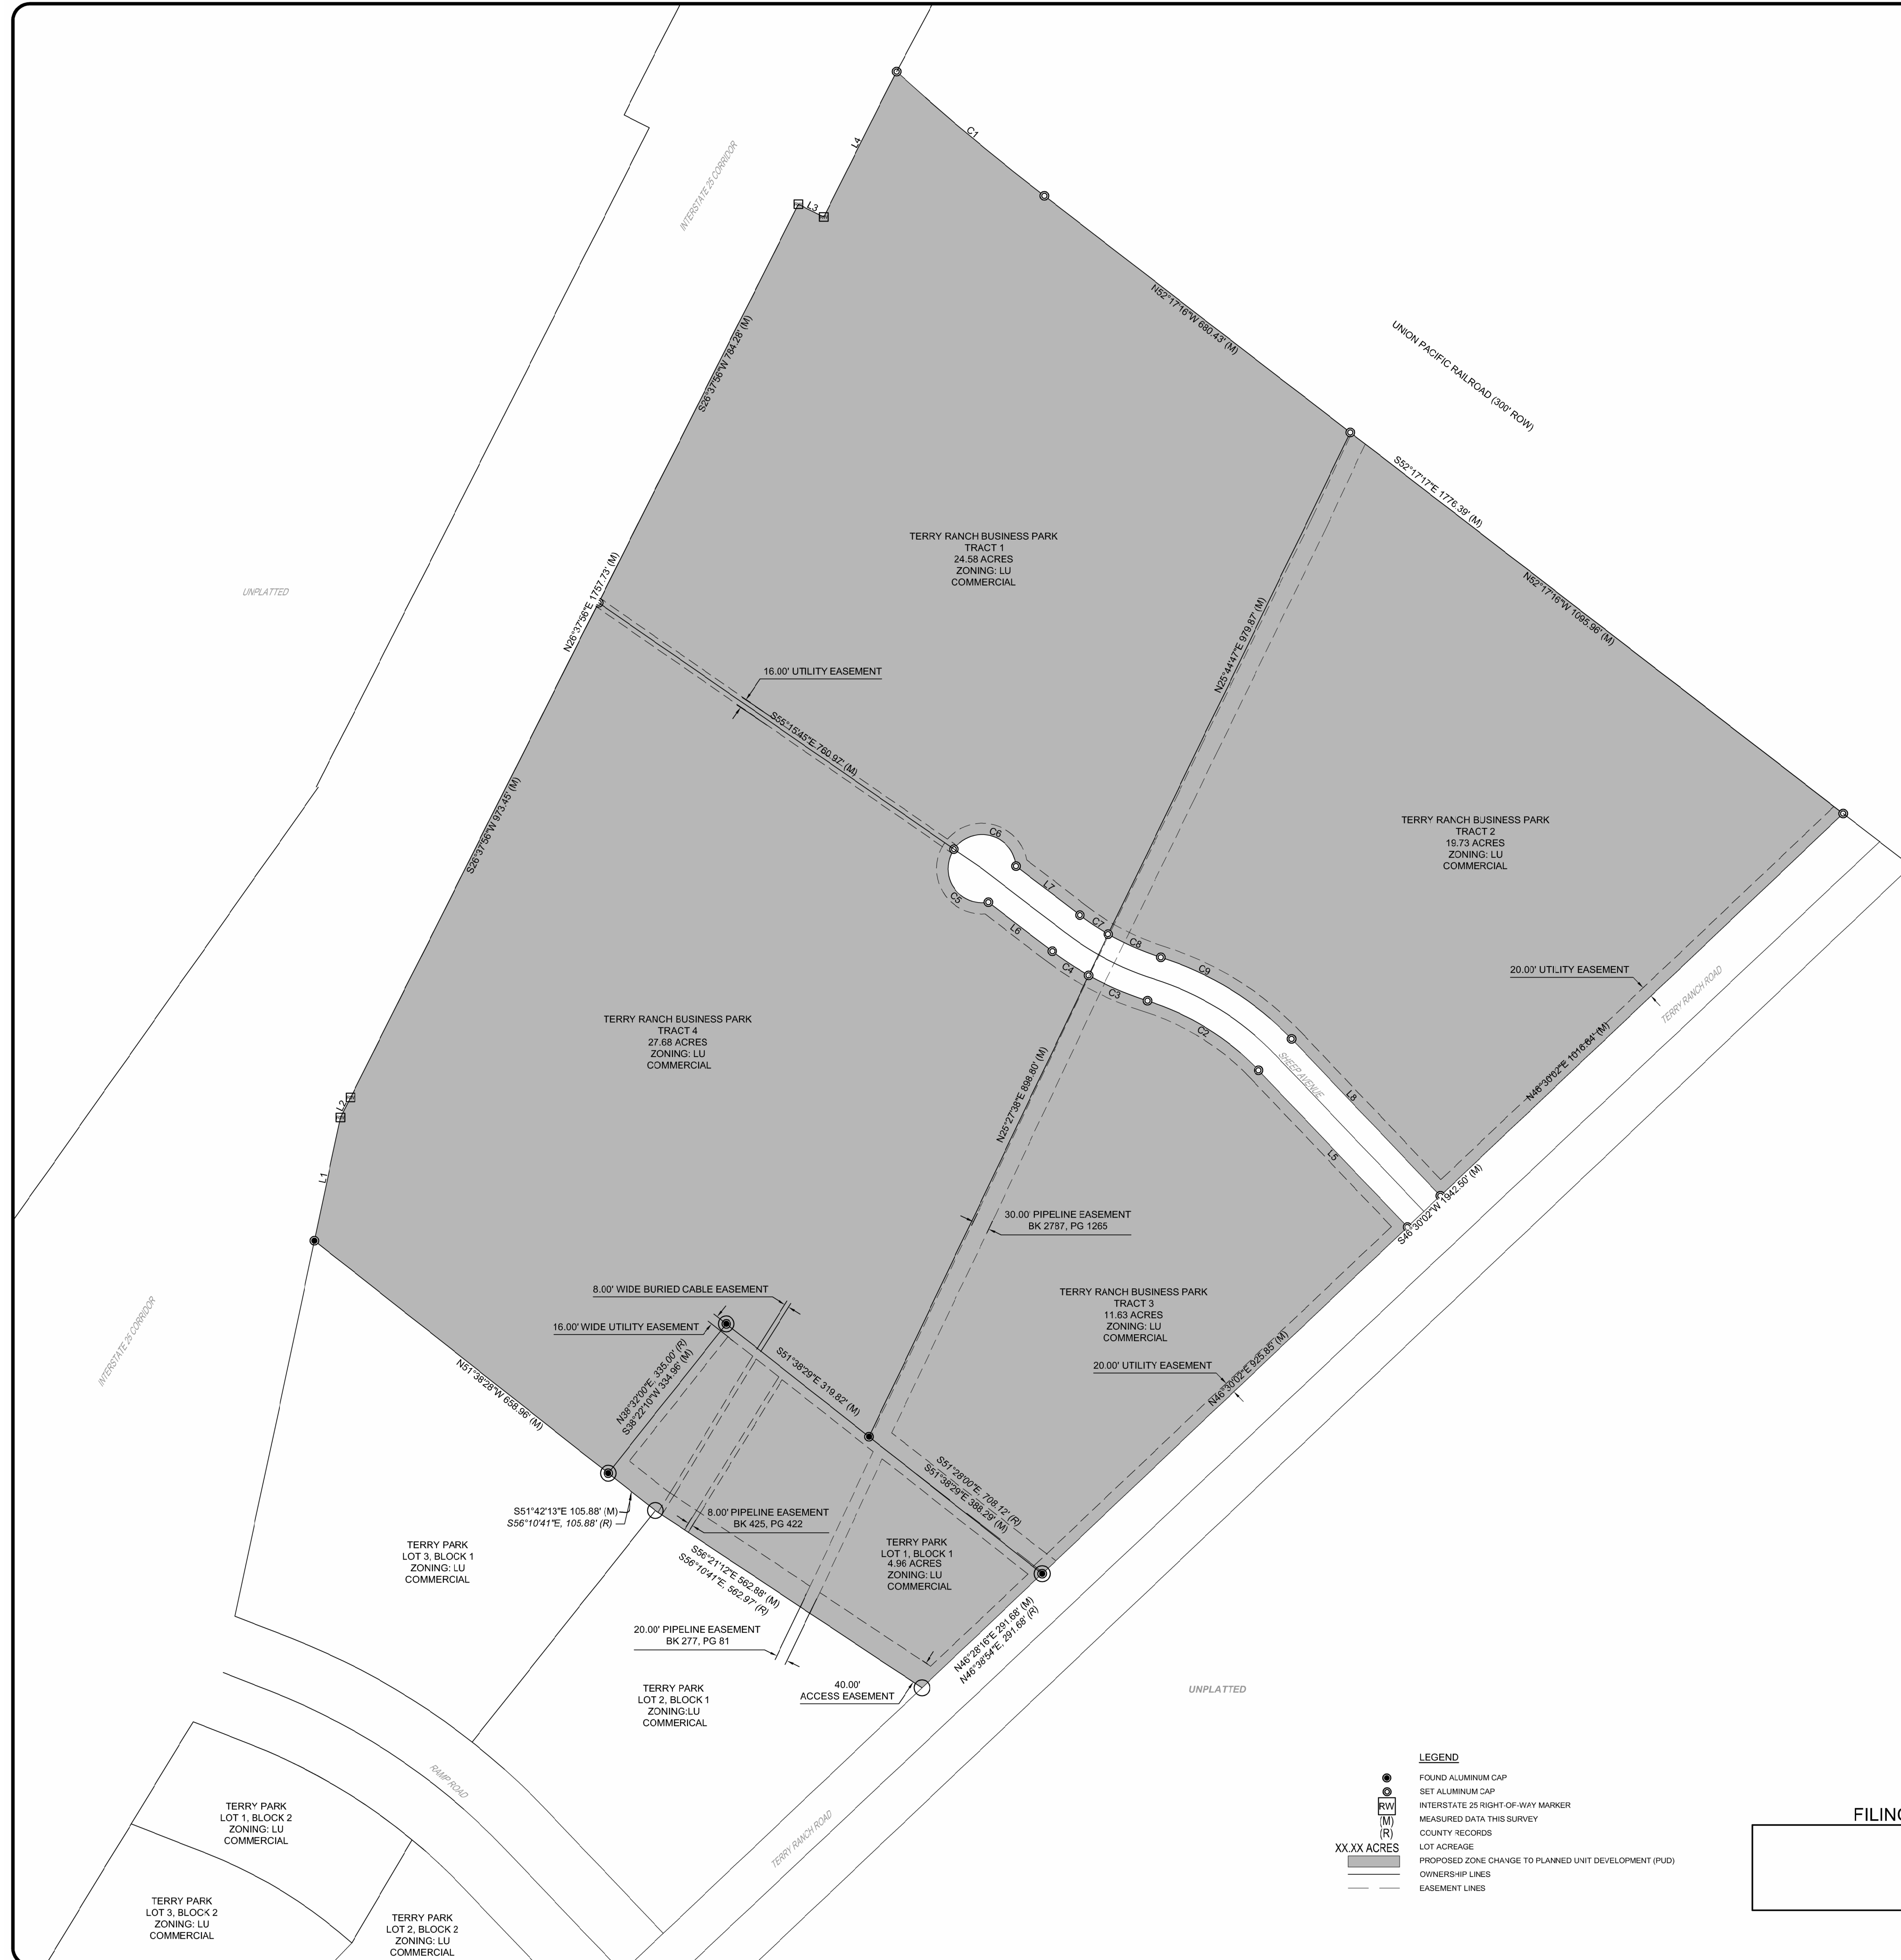 C1
L4
INTERSTATE 25 CORRIDOR
L3
N52°17'16"W 680.43' (M)
UNION PACIFIC RAILROAD (300' ROW)
S26°37'56"W 784.28' (M)
S52°17'17"E 1776.39' (M)
TERRY RANCH BUSINESS PARK
TRACT 1
24.58 ACRES
ZONING: LU
COMMERCIAL
UNPLATTED
N26°37'56"E 1757.73' (M)
N52°17'16"W 1095.96' (M)
N25°44'47"E 979.87' (M)
16.00' UTILITY EASEMENT
S55°15'45"E 760.97' (M)
S26°37'56"W 973.45' (M)
TERRY RANCH BUSINESS PARK
TRACT 2
19.73 ACRES
ZONING: LU
COMMERCIAL
C6
C5
L7
L6
C7
C8
C9
C4
C3
C2
20.00' UTILITY EASEMENT
TERRY RANCH ROAD
TERRY RANCH BUSINESS PARK
TRACT 4
27.68 ACRES
ZONING: LU
COMMERCIAL
N25°27'38"E 898.80' (M)
SHEEP AVENUE
L8
N46°30'02"E 1016.64' (M)
L2
L1
L5
S46°30'02"W 1942.50' (M)
30.00' PIPELINE EASEMENT
BK 2787, PG 1265
8.00' WIDE BURIED CABLE EASEMENT
16.00' WIDE UTILITY EASEMENT
TERRY RANCH BUSINESS PARK
TRACT 3
11.63 ACRES
ZONING: LU
COMMERCIAL
INTERSTATE 25 CORRIDOR
N51°38'28"W 658.96' (M)
N38°32'00"E, 335.00' (R)
S38°22'10"W 334.96' (M)
S51°38'29"E 319.82' (M)
20.00' UTILITY EASEMENT
N46°30'02"E 925.85' (M)
S51°28'00"E, 708.12' (R)
S51°38'29"E 388.29' (M)
S51°42'13"E 105.88' (M)
S56°10'41"E, 105.88' (R)
8.00' PIPELINE EASEMENT
BK 425, PG 422
TERRY PARK
LOT 3, BLOCK 1
ZONING: LU
COMMERCIAL
TERRY PARK
LOT 1, BLOCK 1
4.96 ACRES
ZONING: LU
COMMERCIAL
S56°21'12"E 562.88' (M)
S56°10'41"E, 562.97' (R)
20.00' PIPELINE EASEMENT
BK 277, PG 81
N46°28'16"E 291.68' (M)
N46°38'54"E, 291.68' (R)
40.00'
ACCESS EASEMENT
TERRY PARK
LOT 2, BLOCK 1
ZONING:LU
COMMERICAL
UNPLATTED
RAMP ROAD
TERRY RANCH ROAD
TERRY PARK
LOT 1, BLOCK 2
ZONING: LU
COMMERCIAL
TERRY PARK
LOT 3, BLOCK 2
ZONING: LU
COMMERCIAL
TERRY PARK
LOT 2, BLOCK 2
ZONING: LU
COMMERCIAL
LEGEND
FOUND ALUMINUM CAP
SET ALUMINUM CAP
RW INTERSTATE 25 RIGHT-OF-WAY MARKER
(M) MEASURED DATA THIS SURVEY
(R) COUNTY RECORDS
XX.XX ACRES LOT ACREAGE
PROPOSED ZONE CHANGE TO PLANNED UNIT DEVELOPMENT (PUD)
OWNERSHIP LINES
EASEMENT LINES